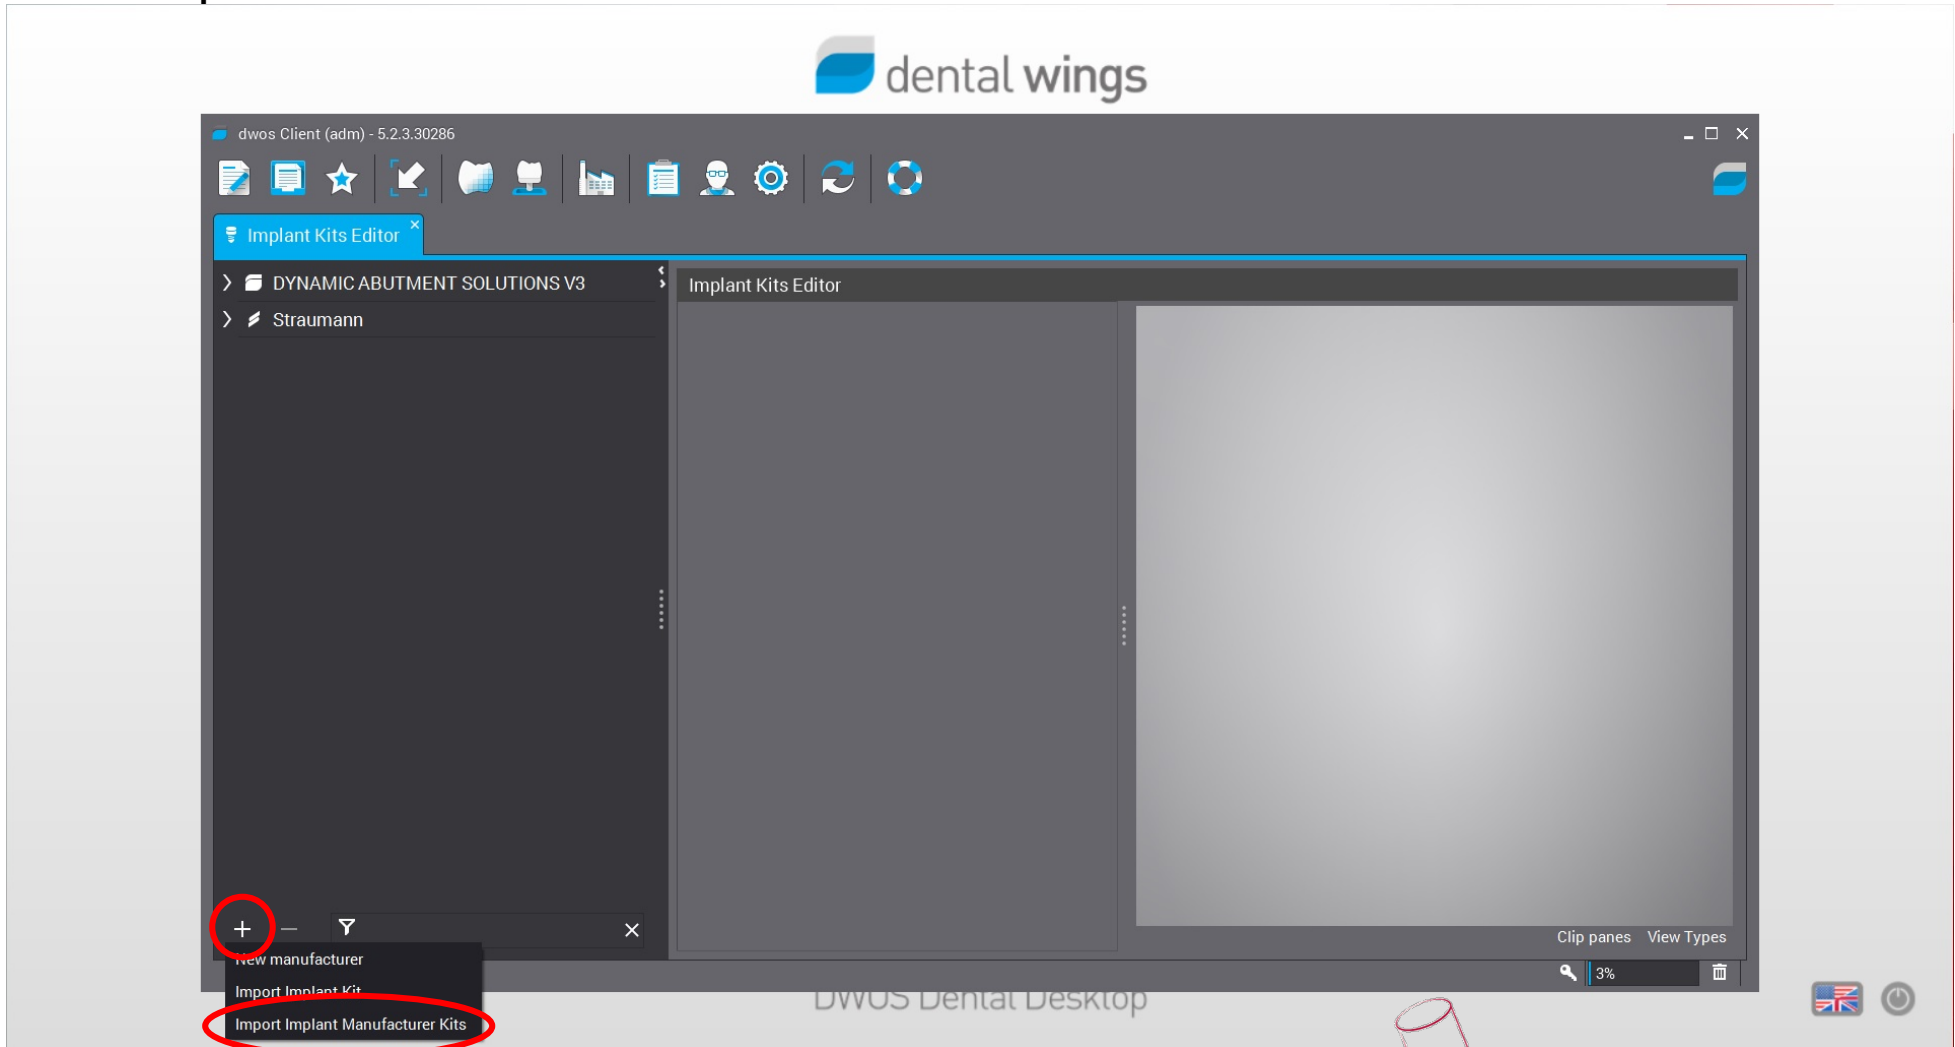 dental wings
dwos Client (adm) - 5.2.3.30286
Implant Kits Editor
DYNAMIC ABUTMENT SOLUTIONS V3
Straumann
Implant Kits Editor
Clip panes View Types
3%
New manufacturer
Import Implant Kit
Import Implant Manufacturer Kits
DWOS Dental Desktop